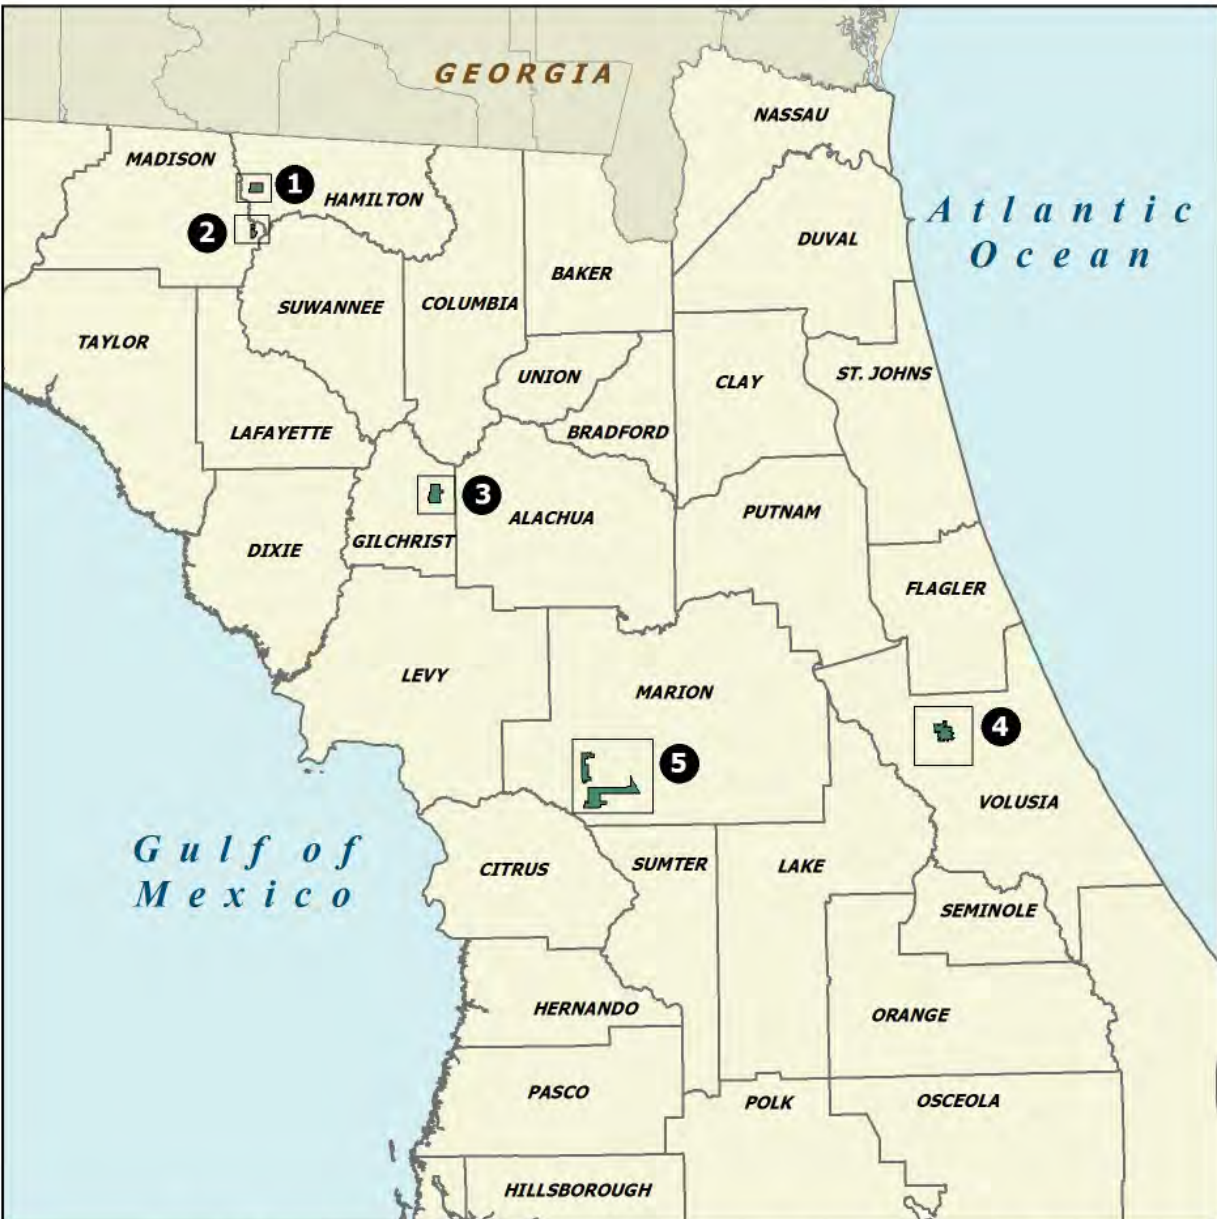 GEORGIA
NASSAU
MADISON
1
HAMILTON
2
Atlantic
Ocean
DUVAL
BAKER
SUWANNEE
COLUMBIA
TAYLOR
UNION
CLAY
ST. JOHNS
LAFAYETTE
BRADFORD
3
ALACHUA
PUTNAM
DIXIE
GILCHRIST
FLAGLER
LEVY
MARION
4
5
VOLUSIA
Gulf of
Mexico
CITRUS
SUMTER
LAKE
SEMINOLE
HERNANDO
ORANGE
PASCO
POLK
OSCEOLA
HILLSBOROUGH